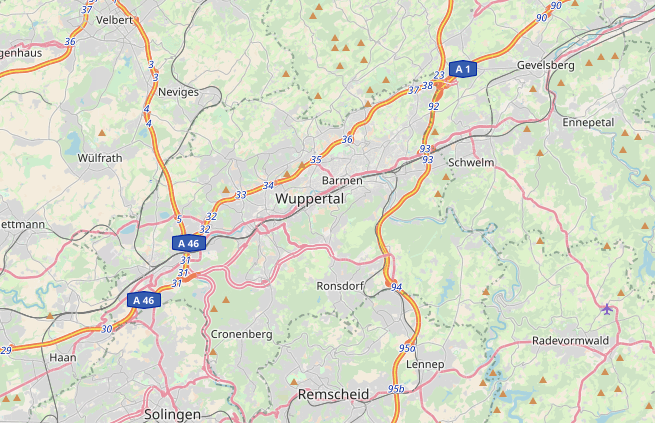 90
90
37
Velbert
23
A 1
36
genhaus
3
3
Gevelsberg
37
38
Neviges
92
4
4
Ennepetal
36
93
35
93
Wülfrath
Schwelm
Barmen
34
33
Wuppertal
32
5
32
ettmann
A 46
31
31
31
Ronsdorf
94
A 46
30
Cronenberg
Radevormwald
29
95a
Haan
Lennep
95b
Remscheid
Solingen